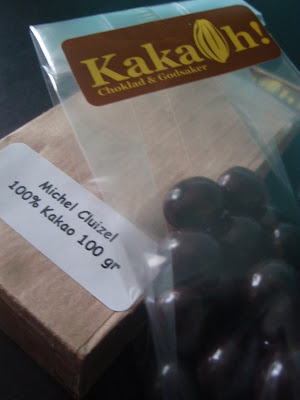 KakaOh!
Choklad & Godsaker
Michel Cluizel
100% Kakao 100 gr